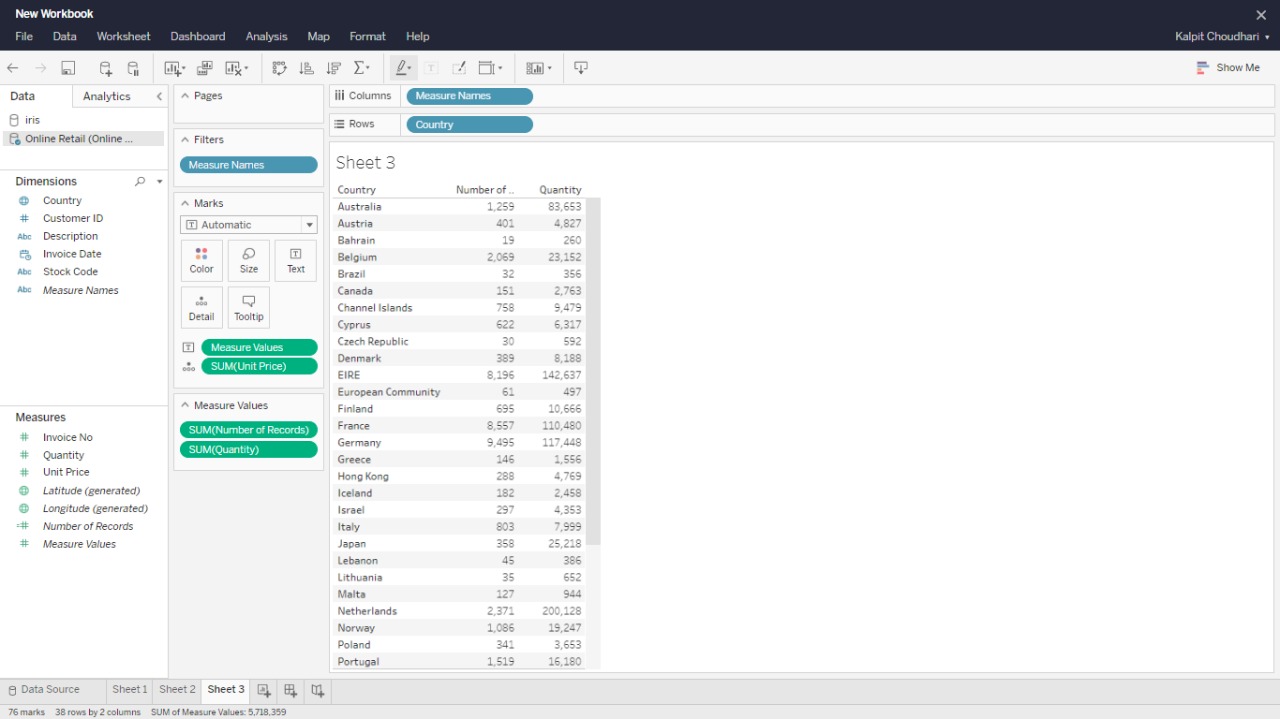 New Workbook
File Data Worksheet Dashboard Analysis Map Format Help
Kalpit Choudhari
Show Me
Data Analytics
iris
Online Retail (Online ...
Dimensions
Country
Customer ID
Abc Description
Invoice Date
Abc Stock Code
Abc Measure Names
Measures
Invoice No
Quantity
Unit Price
Latitude (generated)
Longitude (generated)
Number of Records
Measure Values
Pages
Filters
Measure Names
Marks
Automatic
Color Size Text
Detail Tooltip
Measure Values
SUM(Unit Price)
Measure Values
SUM(Number of Records)
SUM(Quantity)
Columns Measure Names
Rows Country
Sheet 3
Country Number of .. Quantity
Australia 1,259 83,653
Austria 401 4,827
Bahrain 19 260
Belgium 2,069 23,152
Brazil 32 356
Canada 151 2,763
Channel Islands 758 9,479
Cyprus 622 6,317
Czech Republic 30 592
Denmark 389 8,188
EIRE 8,196 142,637
European Community 61 497
Finland 695 10,666
France 8,557 110,480
Germany 9,495 117,448
Greece 146 1,556
Hong Kong 288 4,769
Iceland 182 2,458
Israel 297 4,353
Italy 803 7,999
Japan 358 25,218
Lebanon 45 386
Lithuania 35 652
Malta 127 944
Netherlands 2,371 200,128
Norway 1,086 19,247
Poland 341 3,653
Portugal 1,519 16,180
Data Source Sheet 1 Sheet 2 Sheet 3
76 marks 38 rows by 2 columns SUM of Measure Values: 5,718,359